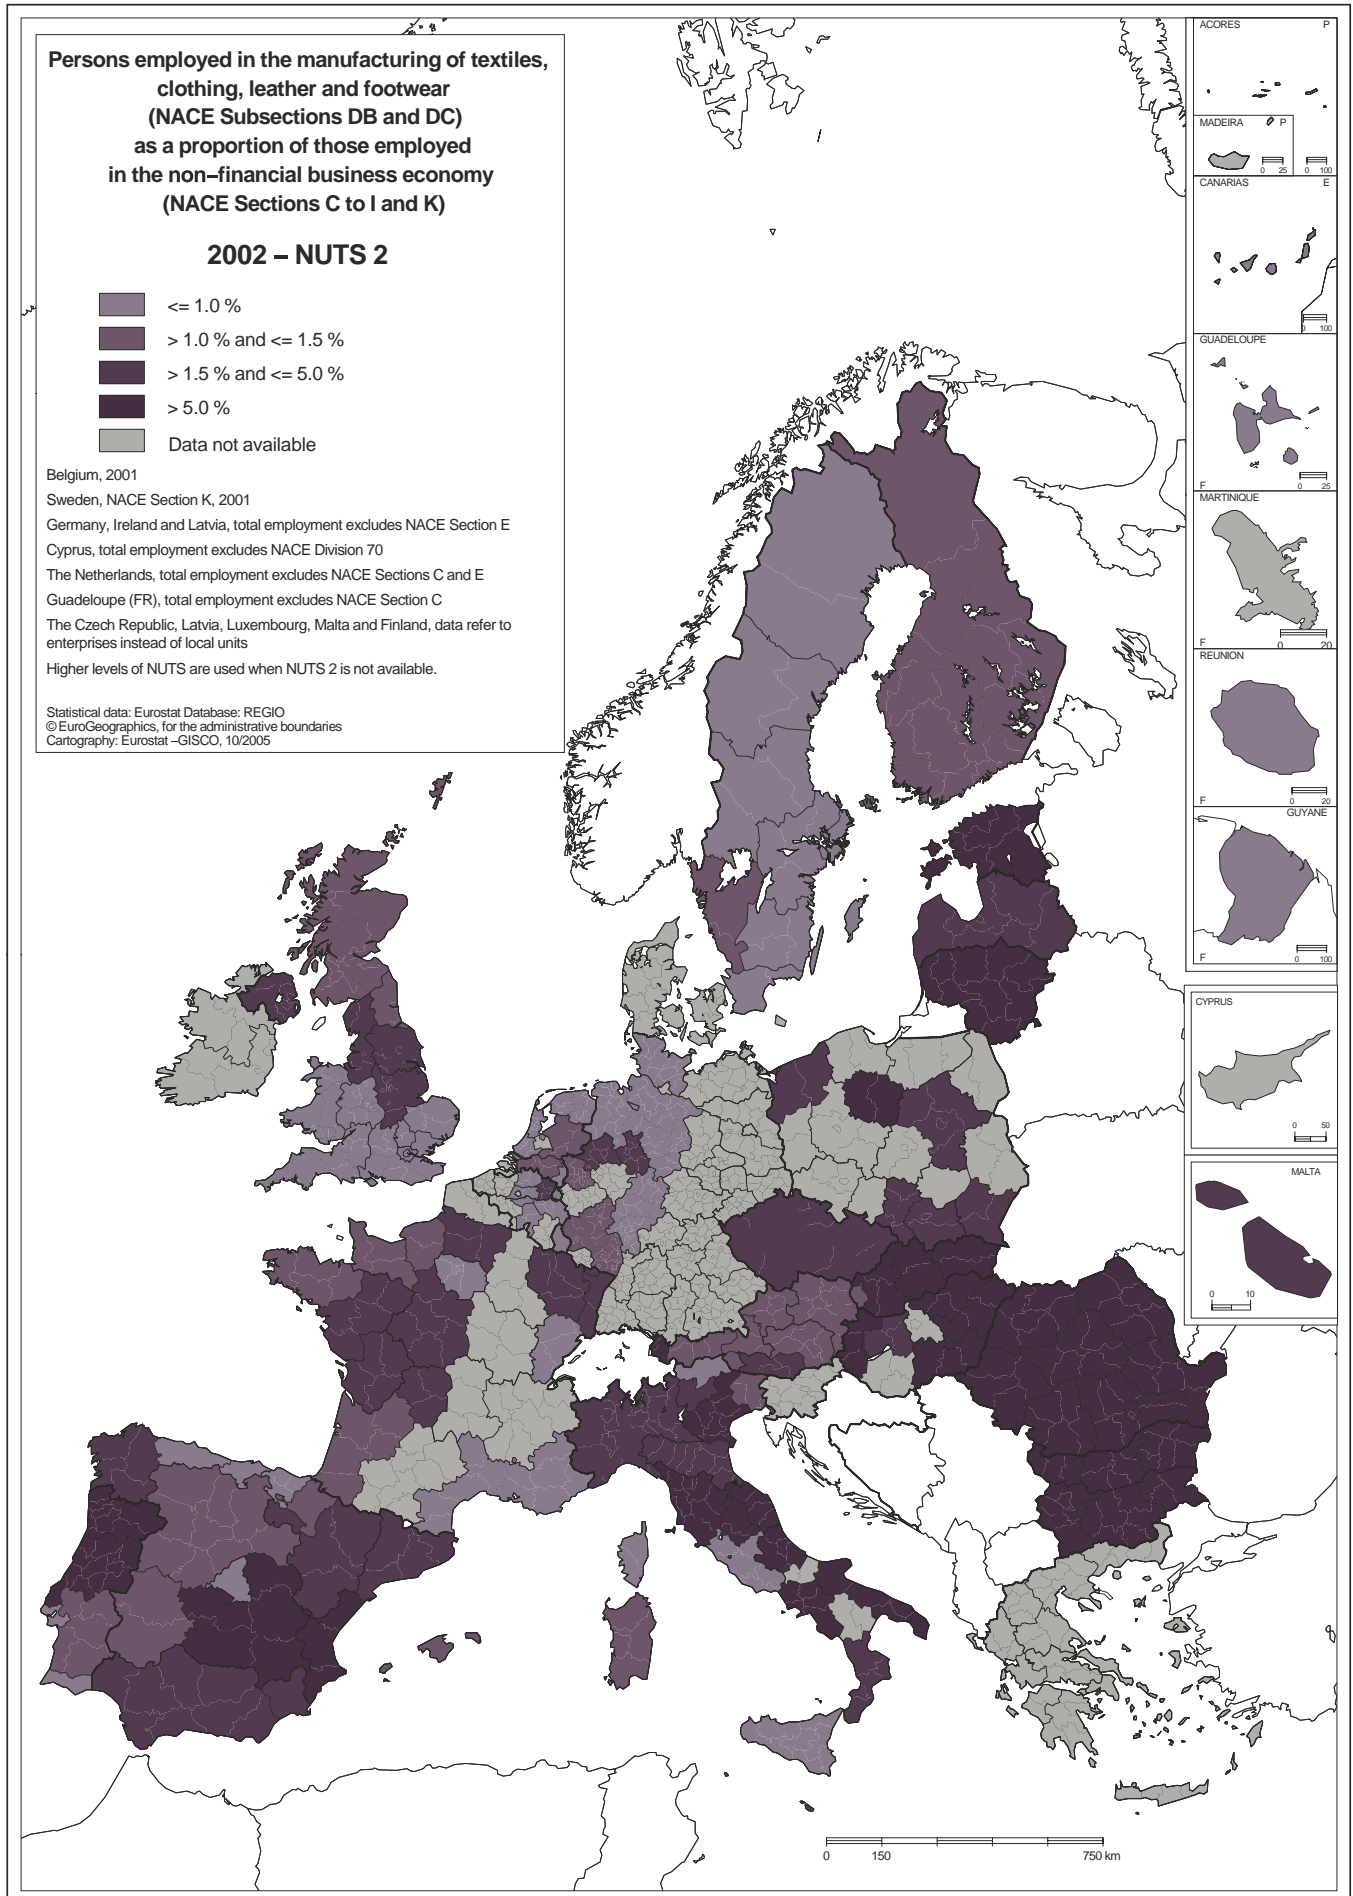 Persons employed in the manufacturing of textiles,
clothing, leather and footwear
(NACE Subsections DB and DC)
as a proportion of those employed
in the non–financial business economy
(NACE Sections C to I and K)
2002 – NUTS 2
<= 1.0 %
> 1.0 % and <= 1.5 %
> 1.5 % and <= 5.0 %
> 5.0 %
Data not available
Belgium, 2001
Sweden, NACE Section K, 2001
Germany, Ireland and Latvia, total employment excludes NACE Section E
Cyprus, total employment excludes NACE Division 70
The Netherlands, total employment excludes NACE Sections C and E
Guadeloupe (FR), total employment excludes NACE Section C
The Czech Republic, Latvia, Luxembourg, Malta and Finland, data refer to
enterprises instead of local units
Higher levels of NUTS are used when NUTS 2 is not available.
Statistical data: Eurostat Database: REGIO
© EuroGeographics, for the administrative boundaries
Cartography: Eurostat –GISCO, 10/2005
ACORES P
MADEIRA P
0 25 0 100
CANARIAS E
0 100
GUADELOUPE
F 0 25
MARTINIQUE
F 0 20
REUNION
F 0 20
GUYANE
F 0 100
CYPRUS
0 50
MALTA
0 10
0 150 750 km